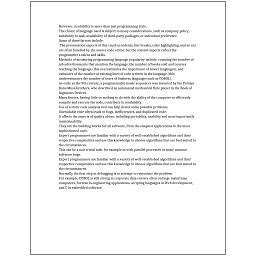 However, readability is more than just programming style.
The choice of language used is subject to many considerations, such as company policy,
suitability to task, availability of third-party packages, or individual preference.
Some of these factors include:
The presentation aspects of this (such as indents, line breaks, color highlighting, and so on)
are often handled by the source code editor, but the content aspects reflect the
programmer's talent and skills.
Methods of measuring programming language popularity include: counting the number of
job advertisements that mention the language, the number of books sold and courses
teaching the language (this overestimates the importance of newer languages), and
estimates of the number of existing lines of code written in the language (this
underestimates the number of users of business languages such as COBOL).
as early as the 9th century, a programmable music sequencer was invented by the Persian
Banu Musa brothers, who described an automated mechanical flute player in the Book of
Ingenious Devices.
Many factors, having little or nothing to do with the ability of the computer to efficiently
compile and execute the code, contribute to readability.
Use of a static code analysis tool can help detect some possible problems.
Unreadable code often leads to bugs, inefficiencies, and duplicated code.
It affects the aspects of quality above, including portability, usability and most importantly
maintainability.
They are the building blocks for all software, from the simplest applications to the most
sophisticated ones.
Expert programmers are familiar with a variety of well-established algorithms and their
respective complexities and use this knowledge to choose algorithms that are best suited to
the circumstances.
This can be a non-trivial task, for example as with parallel processes or some unusual
software bugs.
Expert programmers are familiar with a variety of well-established algorithms and their
respective complexities and use this knowledge to choose algorithms that are best suited to
the circumstances.
Normally the first step in debugging is to attempt to reproduce the problem.
For example, COBOL is still strong in corporate data centers often on large mainframe
computers, Fortran in engineering applications, scripting languages in Web development,
and C in embedded software.